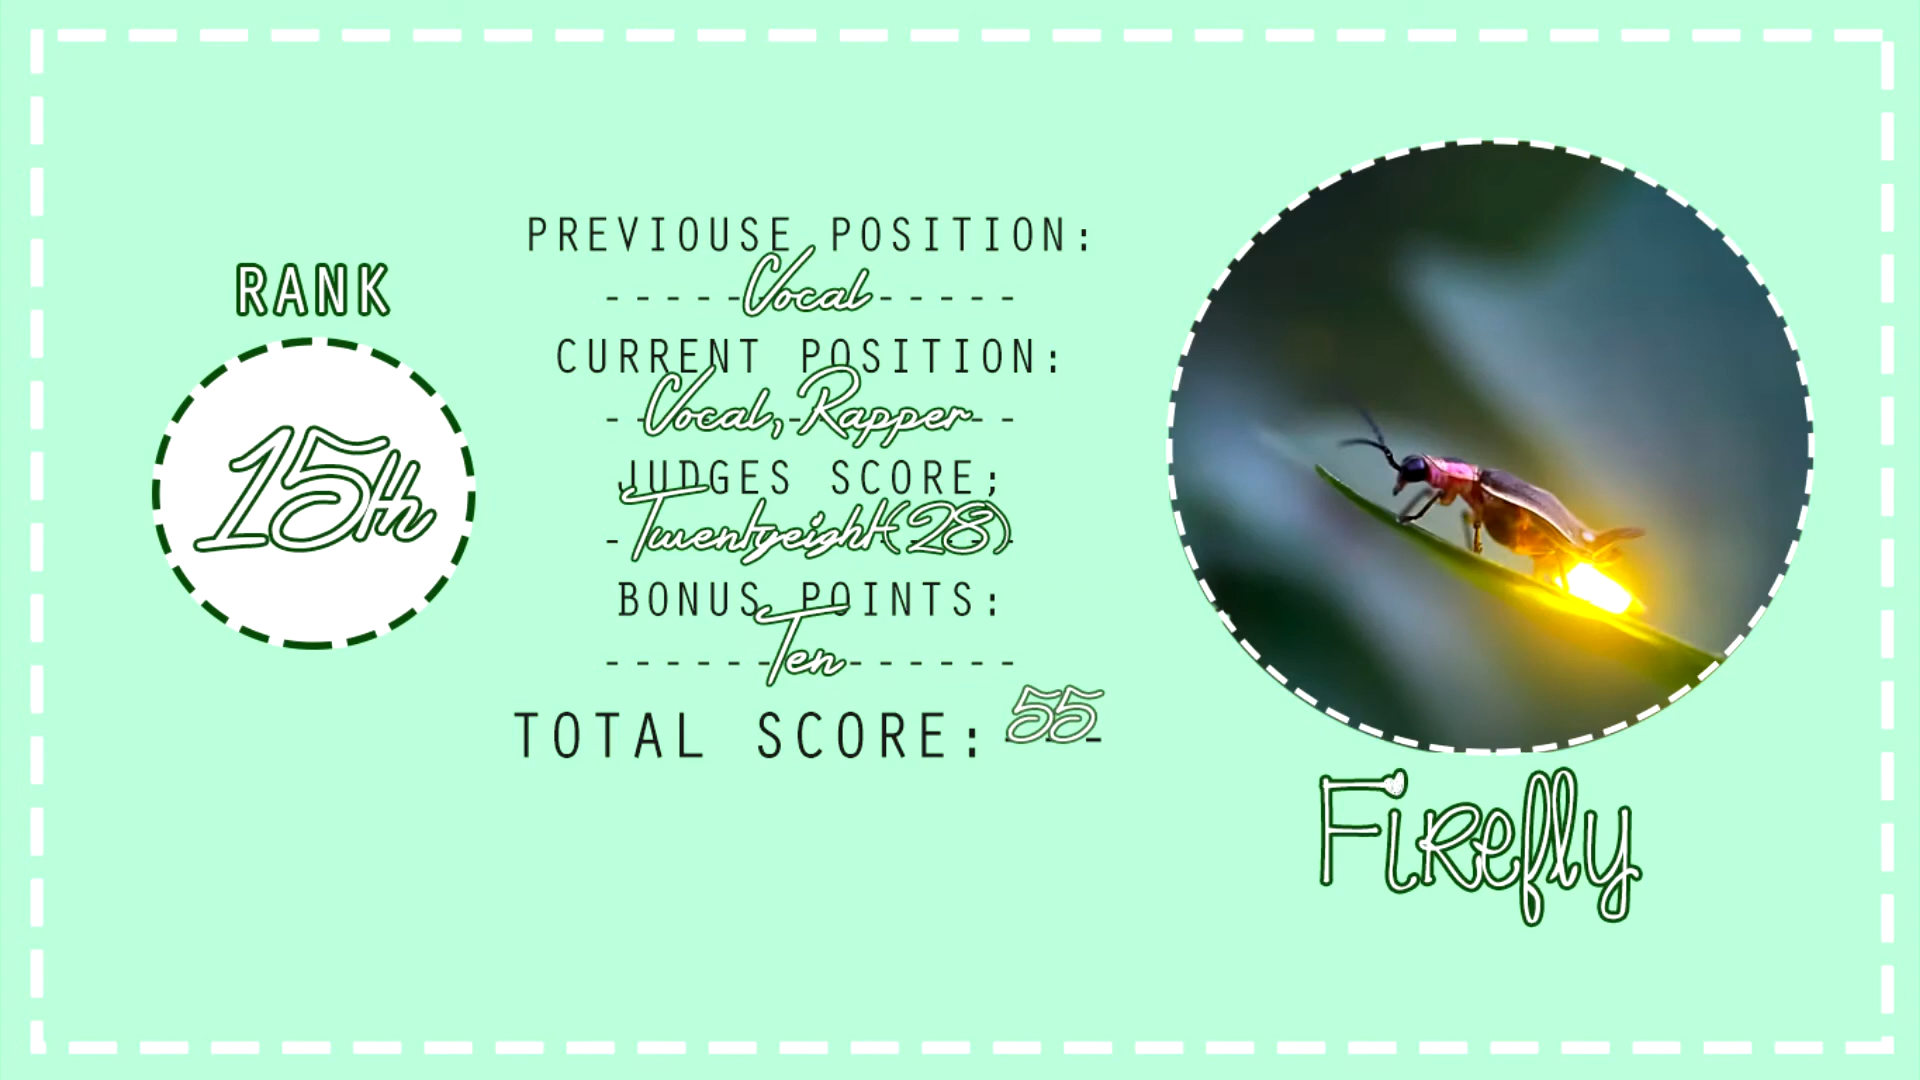 RANK
15th
PREVIOUSE POSITION:
-----Vocal-----
CURRENT POSITION:
--Vocal,-Rapper--
JUDGES SCORE;
-Twentyeight(28)-
BONUS POINTS:
------Ten------
TOTAL SCORE: 55
Firefly